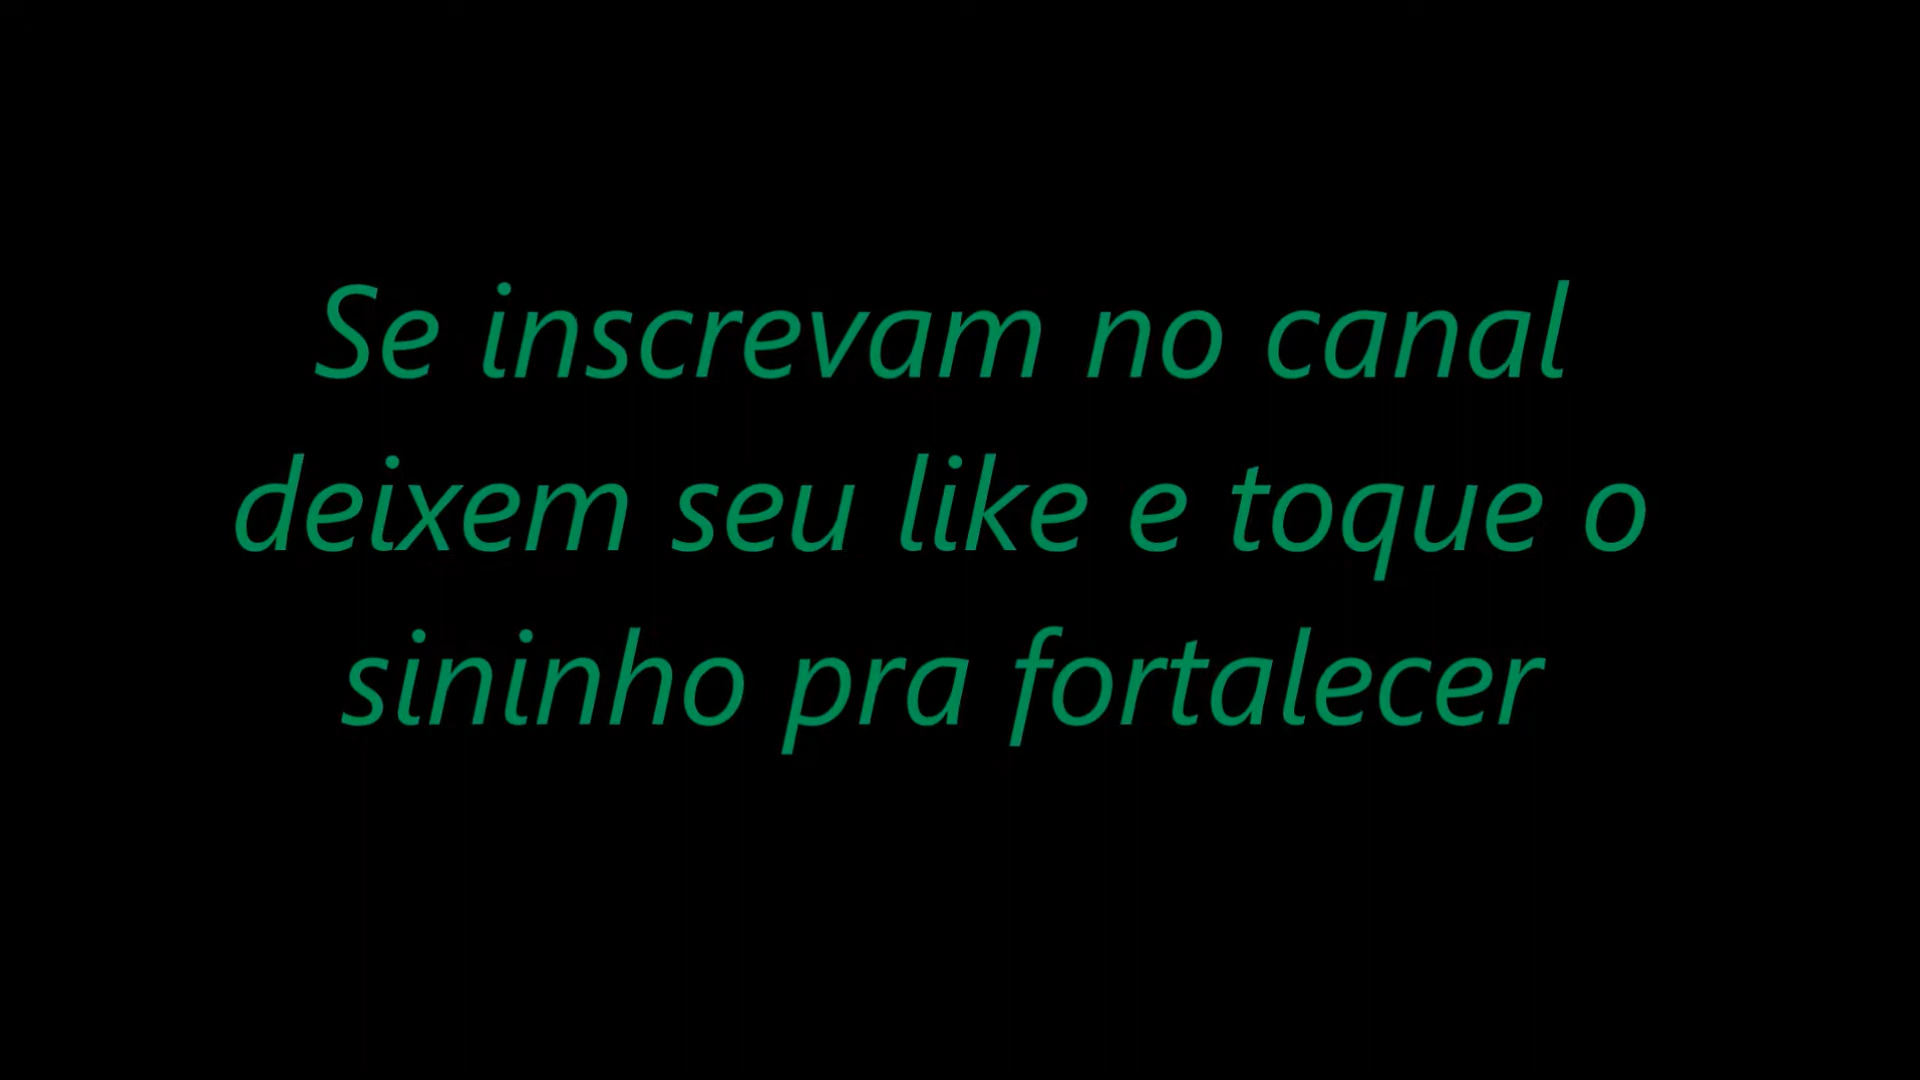 Se inscrevam no canal
deixem seu like e toque o
sininho pra fortalecer